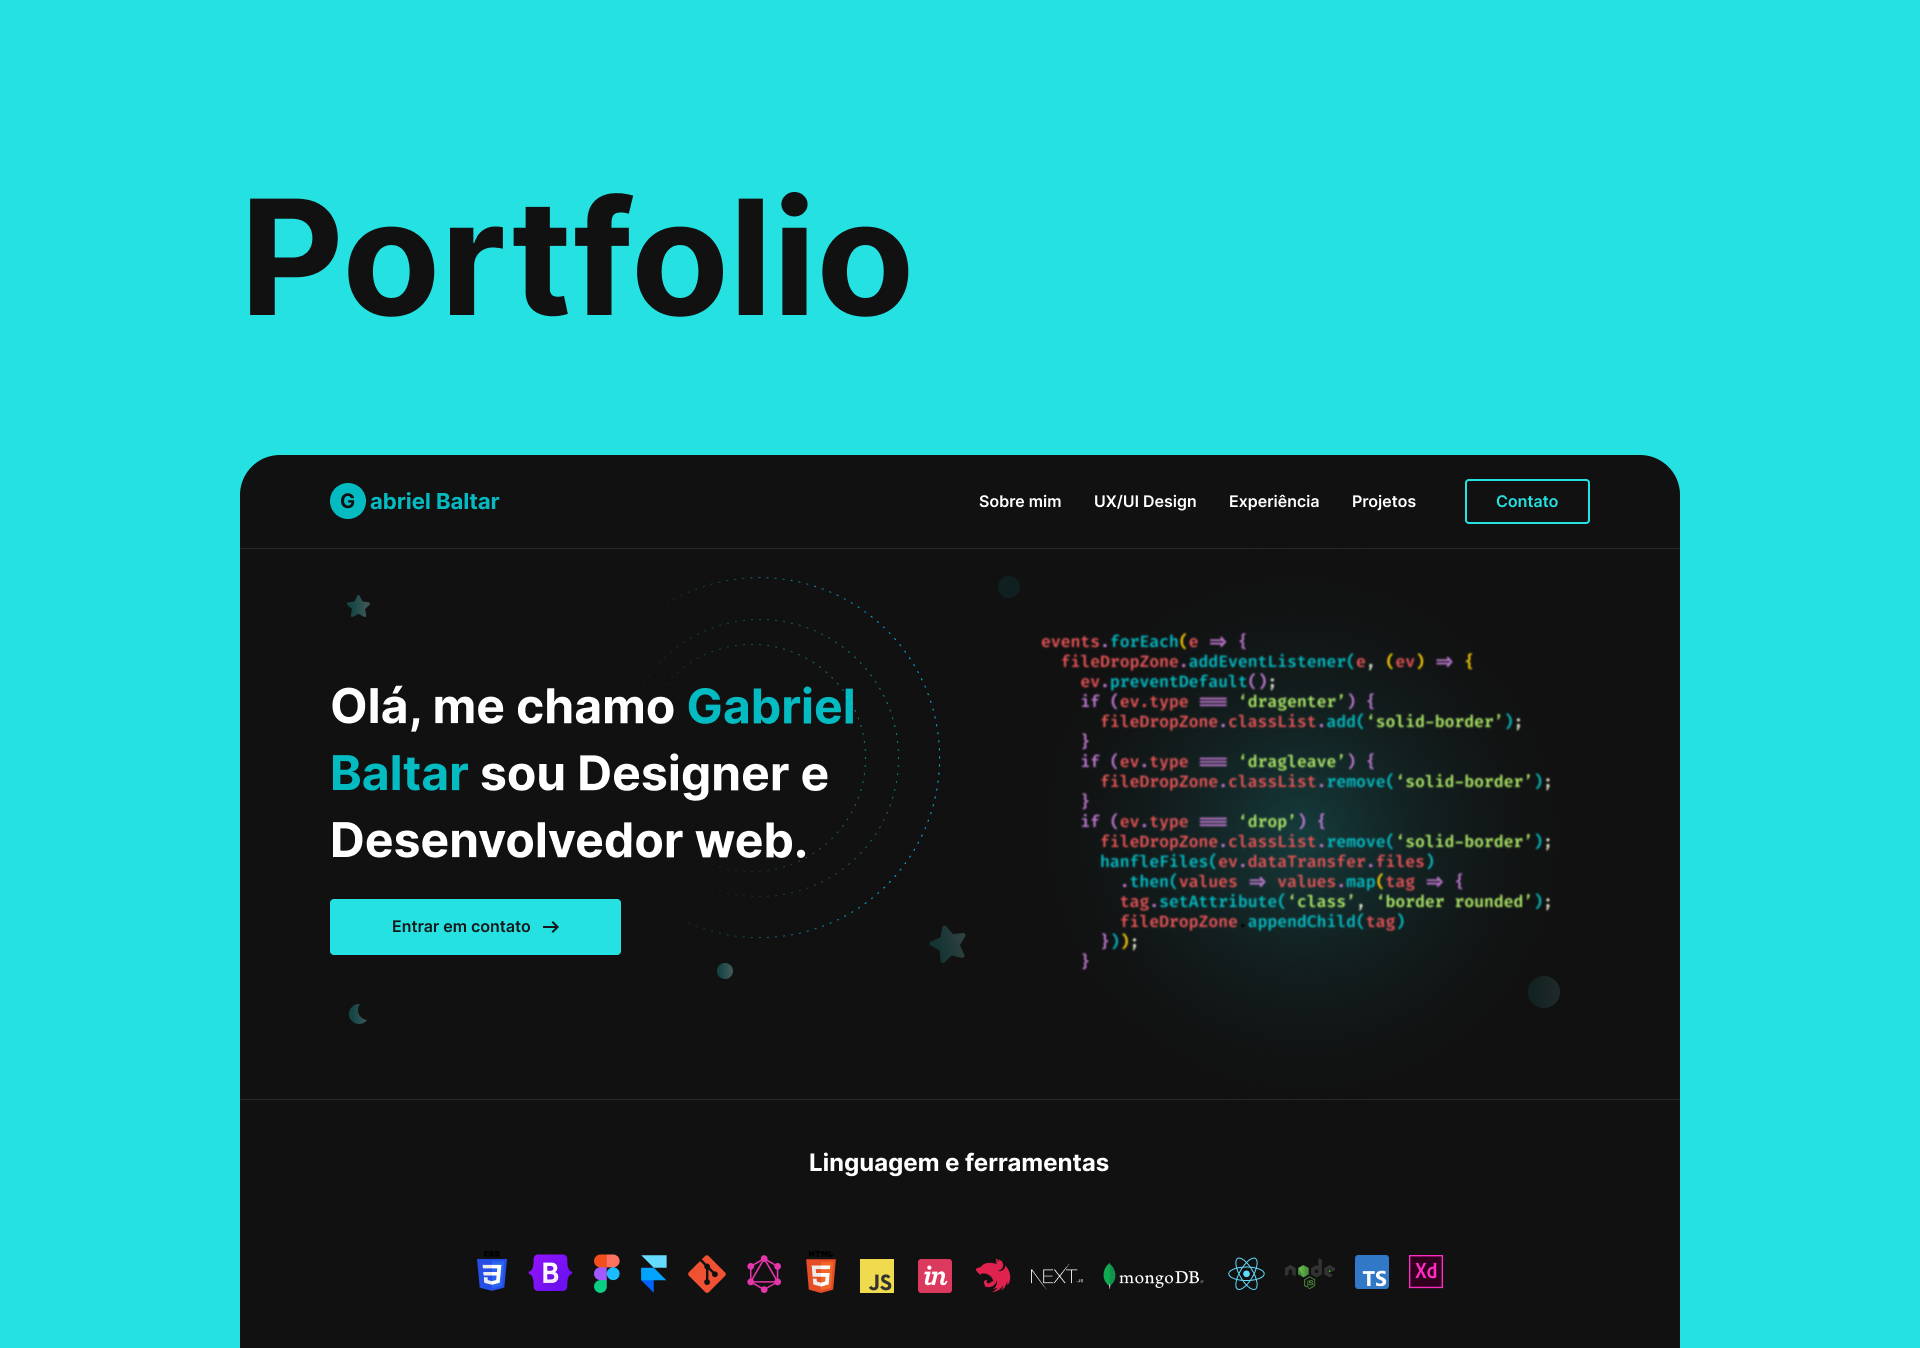 Portfolio
Gabriel Baltar
Sobre mim UX/UI Design Experiência Projetos Contato
Olá, me chamo Gabriel
Baltar sou Designer e
Desenvolvedor web.
Entrar em contato →
events.forEach(e => {
fileDropZone.addEventListener(e, (ev) => {
ev.preventDefault();
if (ev.type === ‘dragenter’) {
fileDropZone.classList.add(‘solid-border’);
}
if (ev.type === ‘dragleave’) {
fileDropZone.classList.remove(‘solid-border’);
}
if (ev.type === ‘drop’) {
fileDropZone.classList.remove(‘solid-border’);
hanfleFiles(ev.dataTransfer.files)
.then(values => values.map(tag => {
tag.setAttribute(‘class’, ‘border rounded’);
fileDropZone.appendChild(tag)
}));
}
Linguagem e ferramentas
CSS 3 B HTML 5 JS in NEXT.JS mongoDB node JS TS Xd